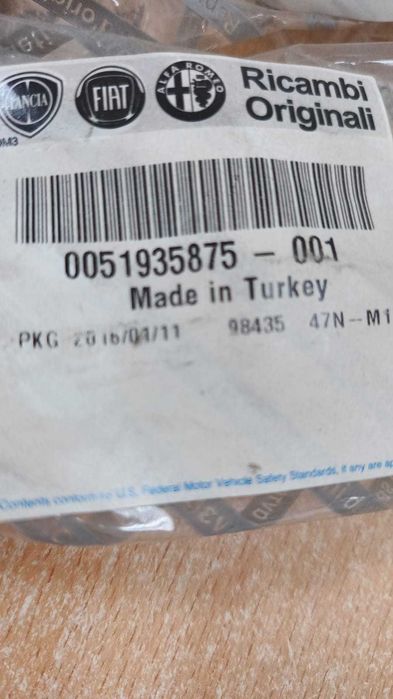 LANCIA FIAT ALFA ROMEO Ricambi
Originali
0051935875 - 001
Made in Turkey
PKG 2016/01/11 98435 47N--M1
Contents conform to U.S. Federal Motor Vehicle Safety Standards, if any are ap